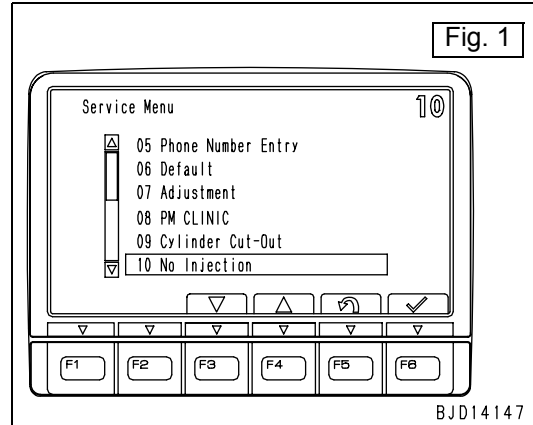 Fig. 1
Service Menu 10
05 Phone Number Entry
06 Default
07 Adjustment
08 PM CLINIC
09 Cylinder Cut-Out
10 No Injection
F1 F2 F3 F4 F5 F6
BJD14147